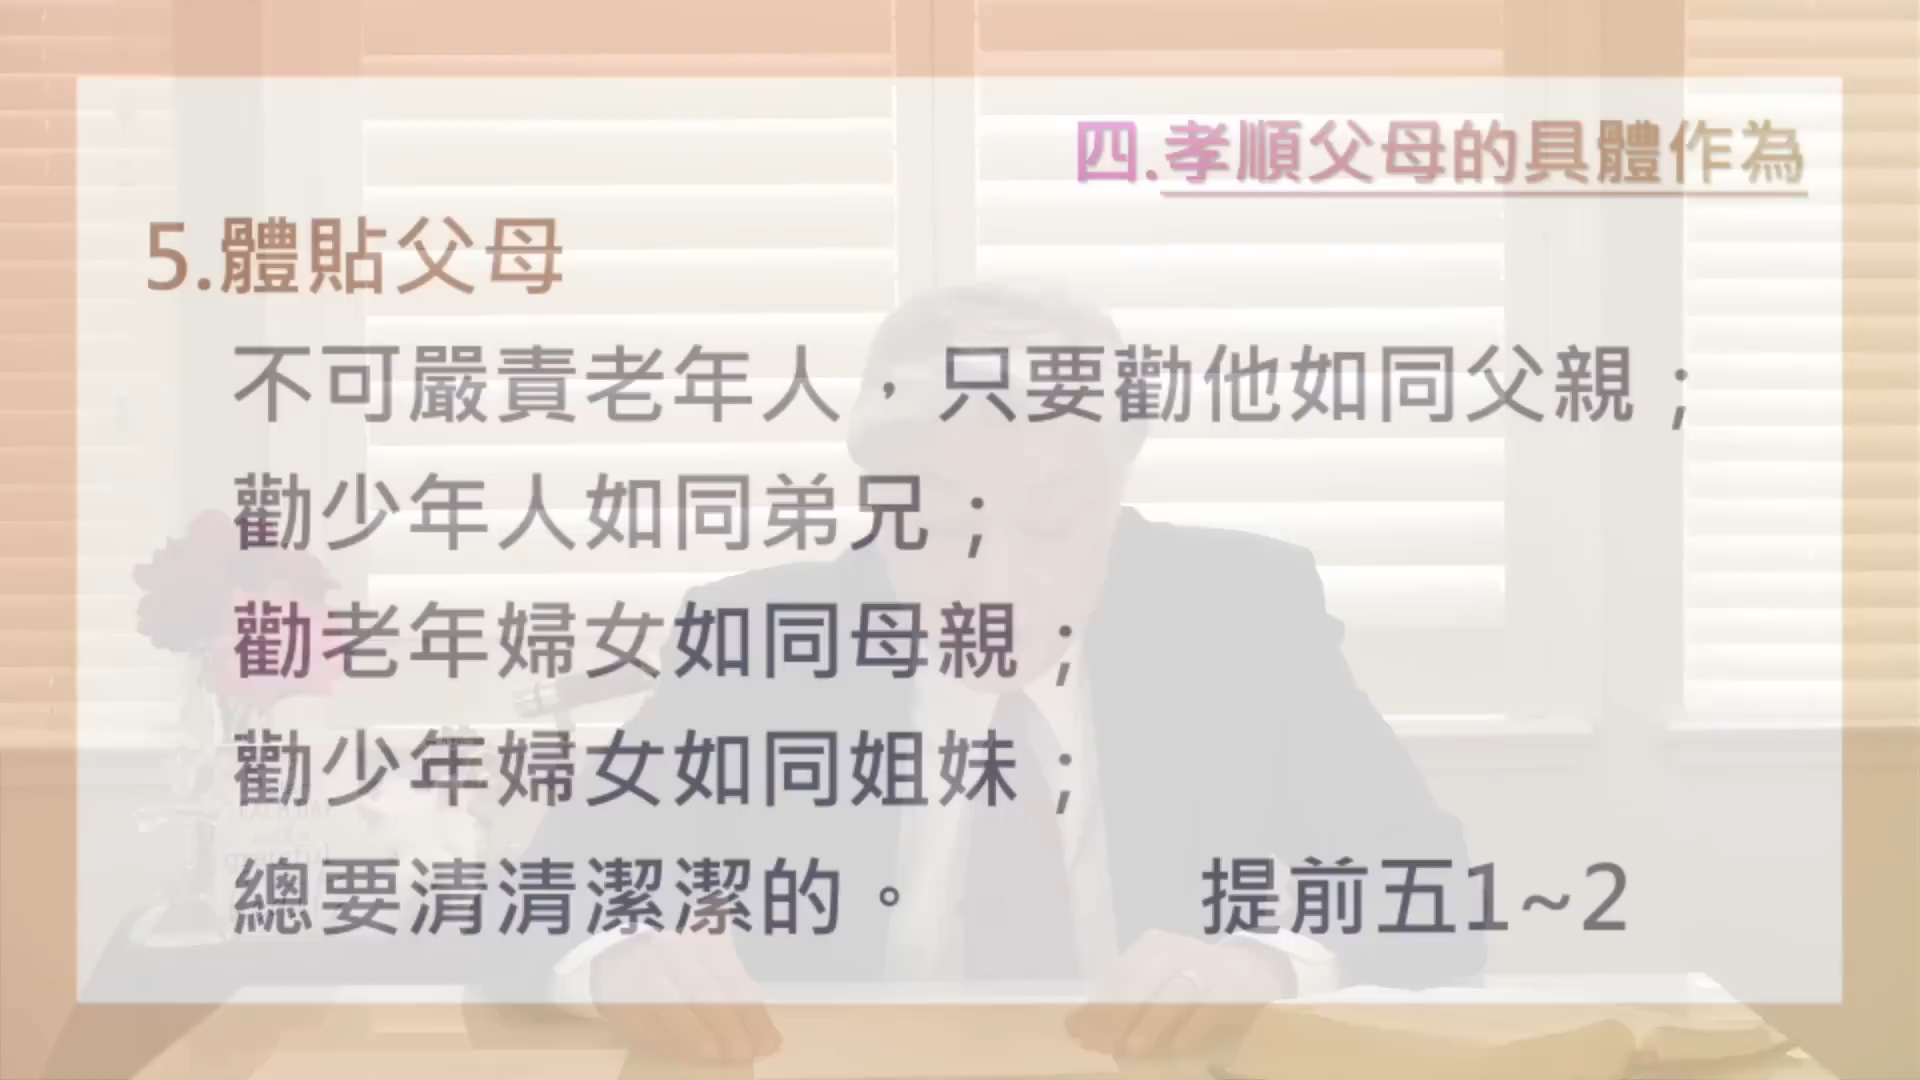 四.孝順父母的具體作為
5.體貼父母
不可嚴責老年人，只要勸他如同父親；
勸少年人如同弟兄；
勸老年婦女如同母親；
勸少年婦女如同姐妹；
總要清清潔潔的。 提前五1~2